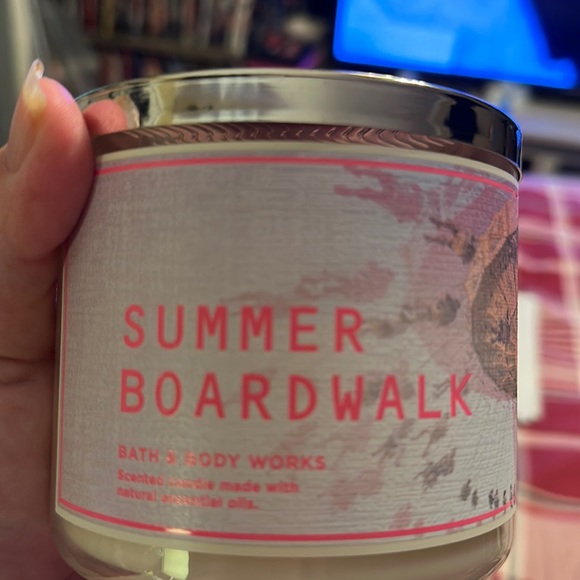 SUMMER
BOARDWALK
BATH & BODY WORKS
Scented candle made with
natural essential oils.